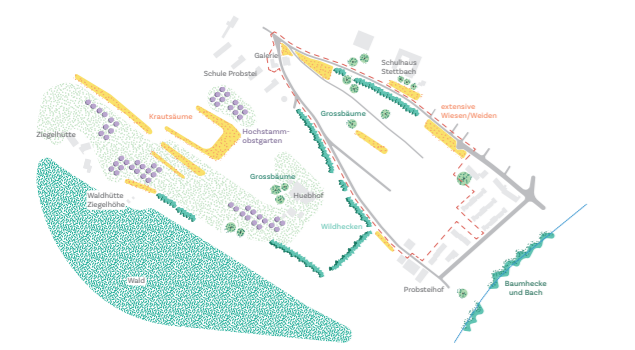 Galerie
Schulhaus
Stettbach
Schule Probstei
extensive
Wiesen/Weiden
Krautsäume
Grossbäume
Hochstamm-
obstgaren
Ziegelhütte
Grossbäume
Waldhütte
Ziegelhöhe
Huebhof
Wildhecken
Wald
Probsteihof
Baumhecke
und Bach